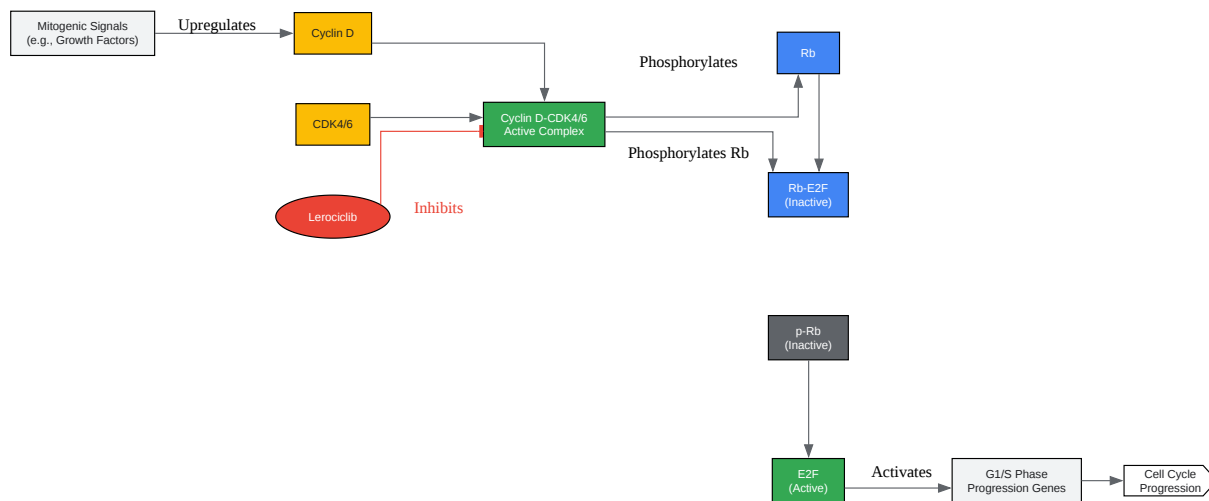 Mitogenic Signals
(e.g., Growth Factors)
Upregulates
Cyclin D
Phosphorylates
Rb
CDK4/6
Cyclin D-CDK4/6
Active Complex
Phosphorylates Rb
Rb-E2F
(Inactive)
Lerociclib
Inhibits
p-Rb
(Inactive)
E2F
(Active)
Activates
G1/S Phase
Progression Genes
Cell Cycle
Progression